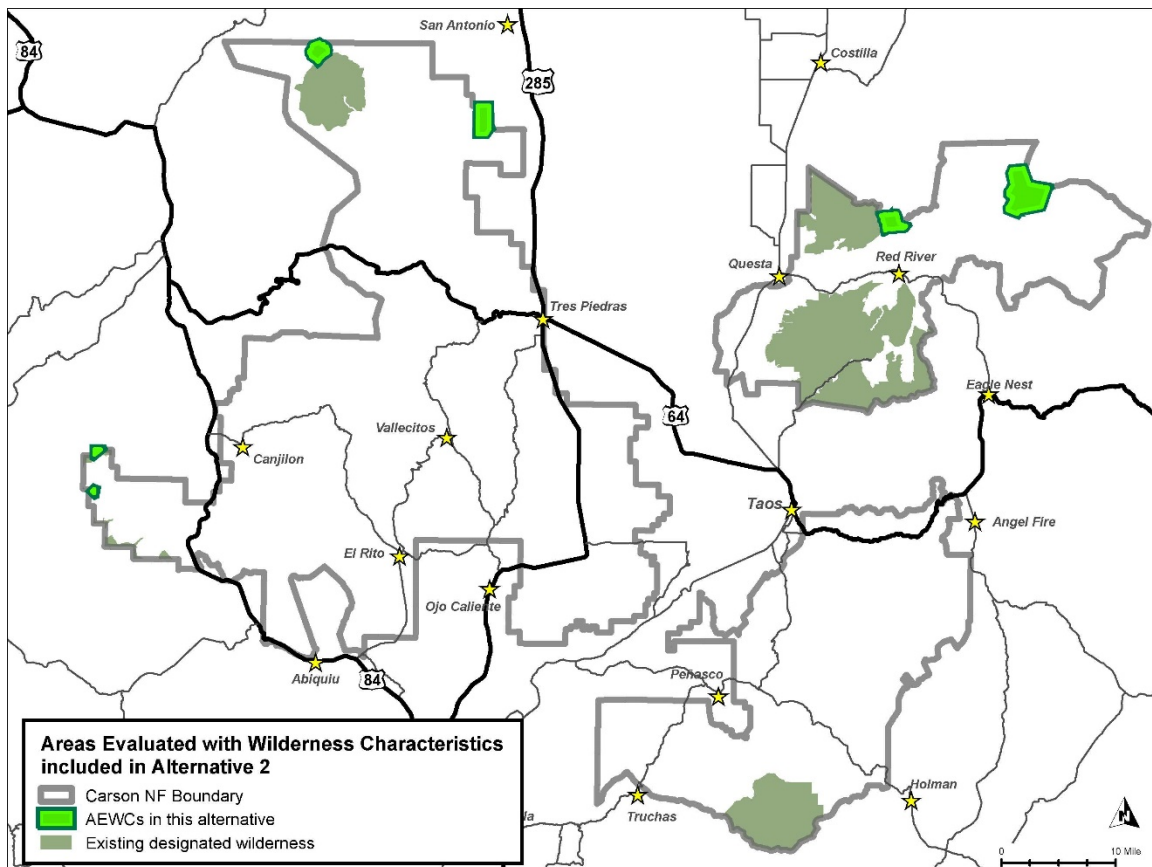 San Antonio
84
Costilla
285
Questa
Red River
Tres Piedras
Eagle Nest
64
Vallecitos
Canjilon
Taos
Angel Fire
El Rito
Ojo Caliente
Abiquiu
84
Peñasco
Areas Evaluated with Wilderness Characteristics
included in Alternative 2
Carson NF Boundary
AEWCs in this alternative
Existing designated wilderness
la
Truchas
Holman
N
0 10 Mile